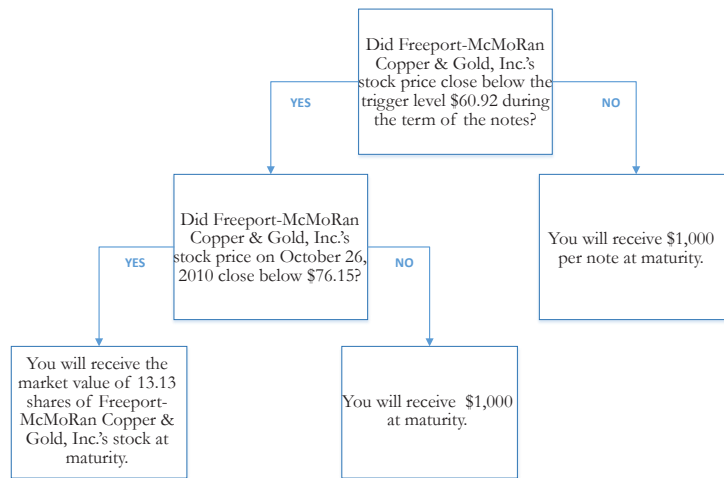 Did Freeport-McMoRan
Copper & Gold, Inc.'s
stock price close below the
trigger level $60.92 during
the term of the notes?
YES
NO
Did Freeport-McMoRan
Copper & Gold, Inc.'s
stock price on October 26,
2010 close below $76.15?
You will receive $1,000
per note at maturity.
YES
NO
You will receive the
market value of 13.13
shares of Freeport-
McMoRan Copper &
Gold, Inc.'s stock at
maturity.
You will receive $1,000
at maturity.